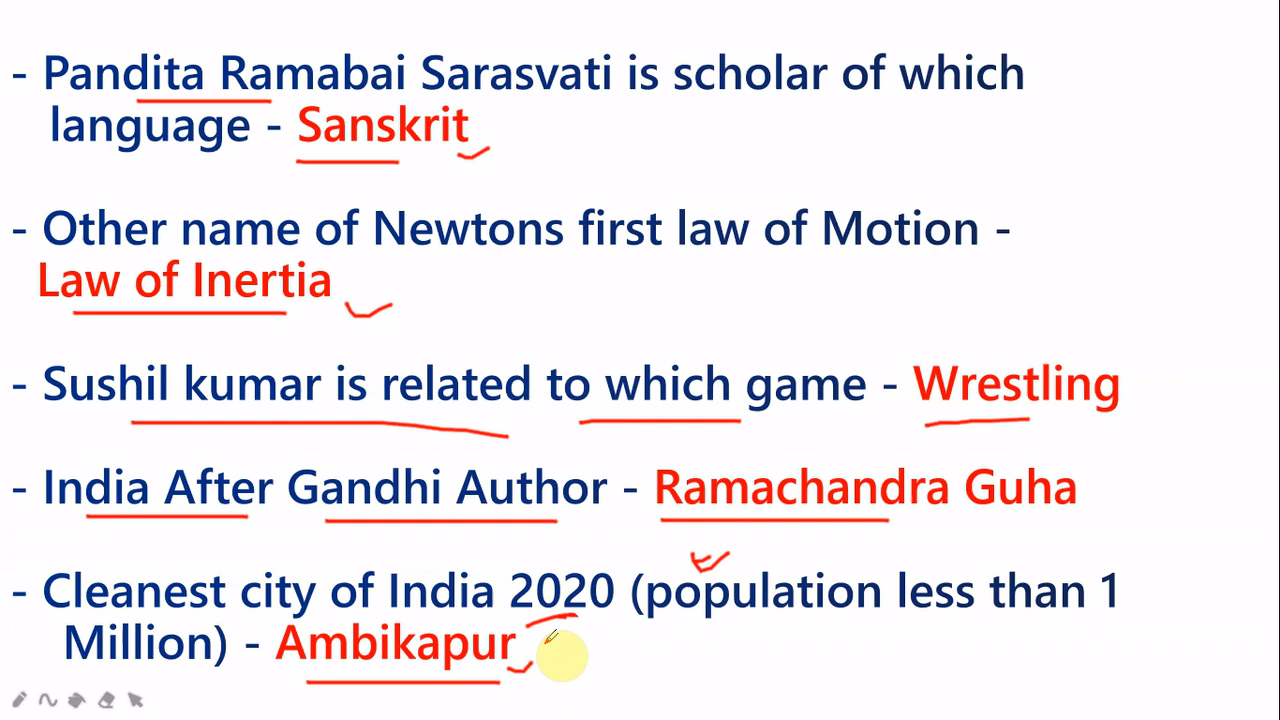 - Pandita Ramabai Sarasvati is scholar of which
language - Sanskrit
- Other name of Newtons first law of Motion -
Law of Inertia
- Sushil kumar is related to which game - Wrestling
- India After Gandhi Author - Ramachandra Guha
- Cleanest city of India 2020 (population less than 1
Million) - Ambikapur